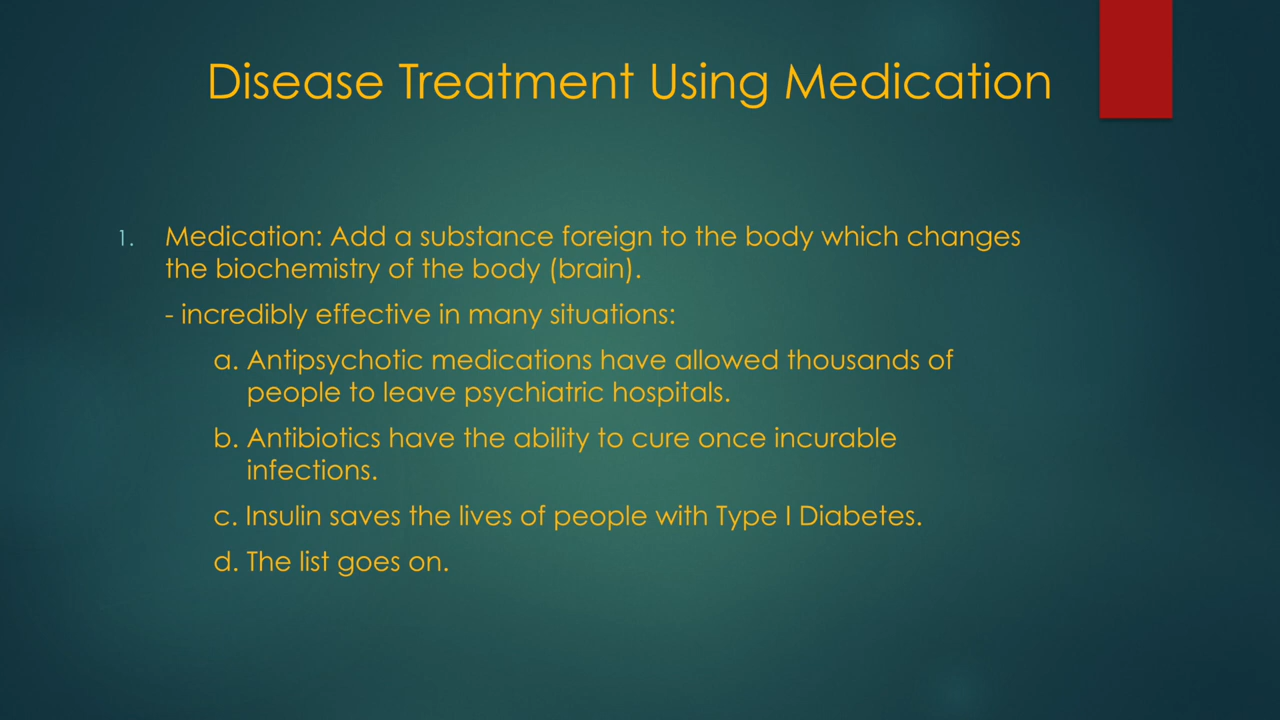 Disease Treatment Using Medication
1. Medication: Add a substance foreign to the body which changes
the biochemistry of the body (brain).
- incredibly effective in many situations:
a. Antipsychotic medications have allowed thousands of
people to leave psychiatric hospitals.
b. Antibiotics have the ability to cure once incurable
infections.
c. Insulin saves the lives of people with Type I Diabetes.
d. The list goes on.